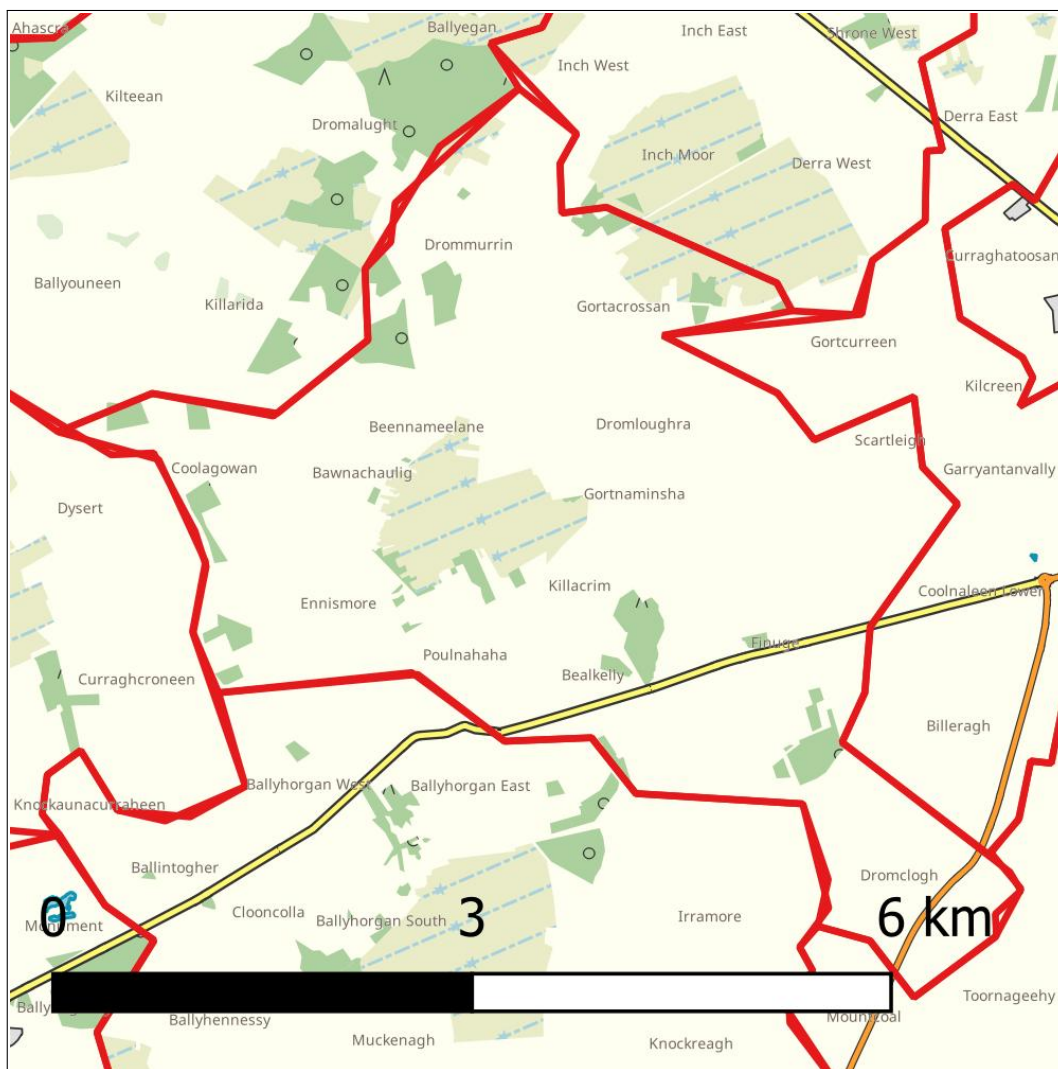 Ahascra
Ballyegan
Inch East
Shrone West
Inch West
Kilteean
Derra East
Dromalught
Inch Moor
Derra West
Drommurrin
Curraghatoosan
Ballyouneen
Killarida
Gortacrossan
Gortcurreen
Kilcreen
Beennameelane
Dromloughra
Scartleigh
Coolagowan
Bawnachaulig
Garryantanvally
Gortnaminsha
Dysert
Killacrim
Coolnaleen Lower
Ennismore
Finuge
Poulnahaha
Curraghcroneen
Bealkelly
Billeragh
Ballyhorgan West
Ballyhorgan East
Knockaunacurraheen
Ballintogher
Dromclogh
Clooncolla
Ballyhorgan South
Irramore
Monument
0 3 6 km
Toornageehy
Ballyhennessy
Mountcoal
Muckenagh
Knockreagh